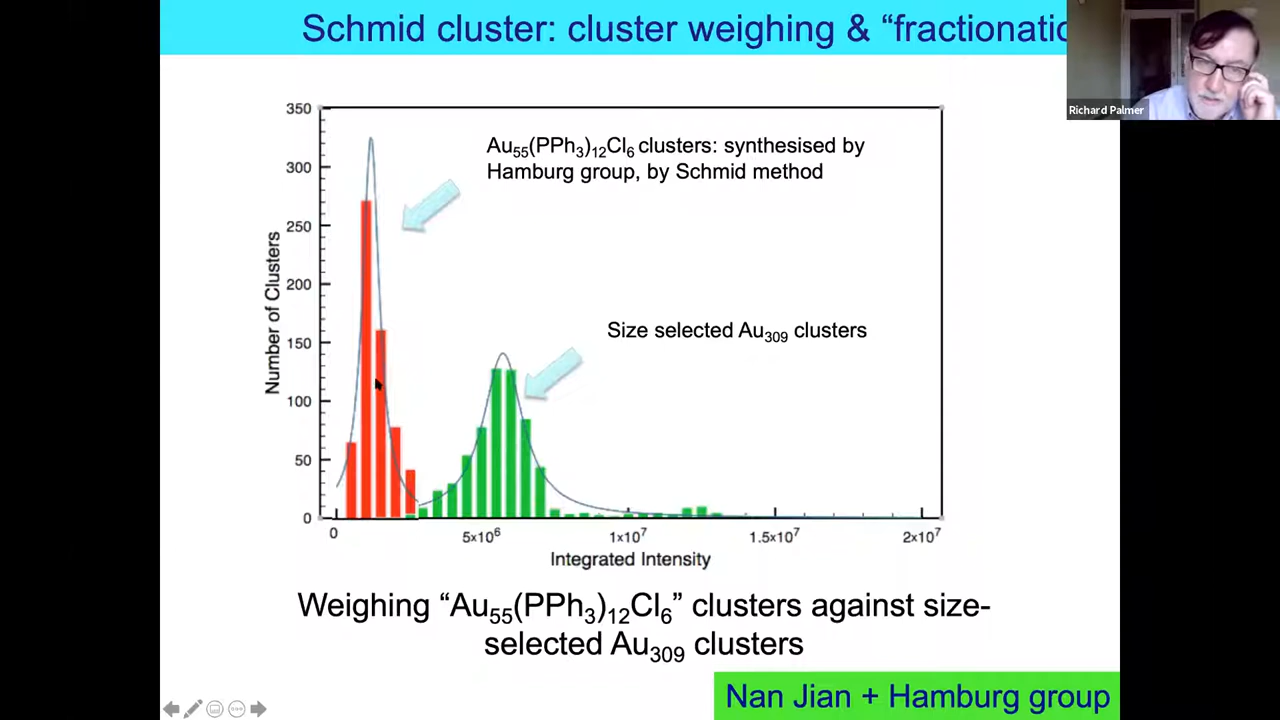 Schmid cluster: cluster weighing & “fractionatio
Richard Palmer
350
300
250
200
150
100
50
0
Number of Clusters
Au₅₅(PPh₃)₁₂Cl₆ clusters: synthesised by
Hamburg group, by Schmid method
Size selected Au₃₀₉ clusters
0
5x10⁶
1x10⁷
1.5x10⁷
2x10⁷
Integrated Intensity
Weighing “Au₅₅(PPh₃)₁₂Cl₆” clusters against size-
selected Au₃₀₉ clusters
Nan Jian + Hamburg group